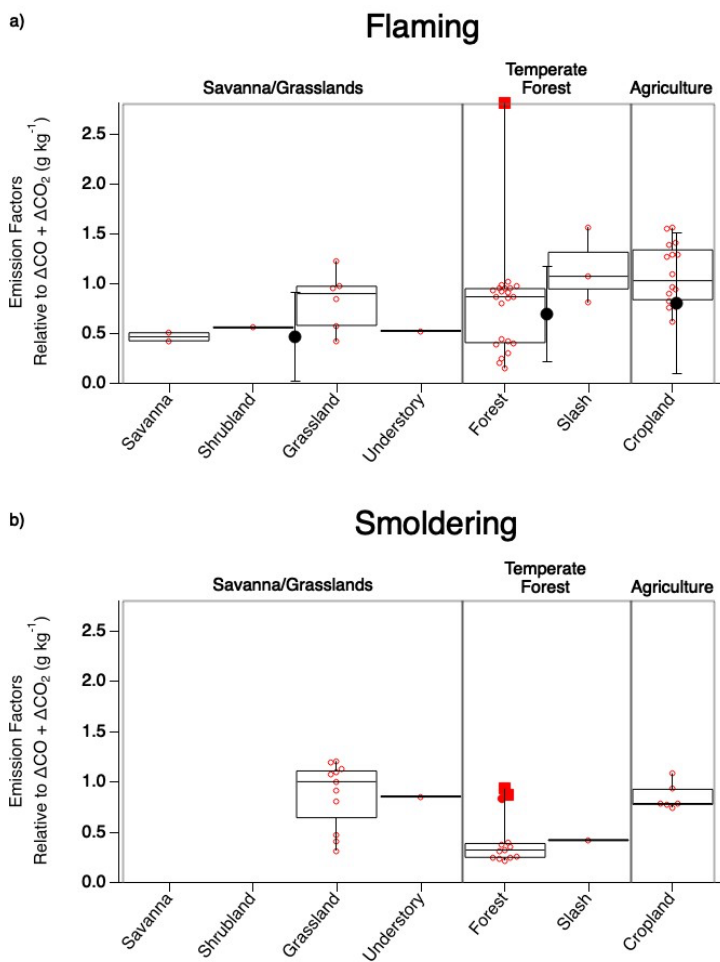 a)
Flaming
Savanna/Grasslands
Temperate
Forest
Agriculture
Emission Factors
Relative to ΔCO + ΔCO₂ (g kg⁻¹)
2.5
2.0
1.5
1.0
0.5
0.0
Savanna
Shrubland
Grassland
Understory
Forest
Slash
Cropland
b)
Smoldering
Savanna/Grasslands
Temperate
Forest
Agriculture
Emission Factors
Relative to ΔCO + ΔCO₂ (g kg⁻¹)
2.5
2.0
1.5
1.0
0.5
0.0
Savanna
Shrubland
Grassland
Understory
Forest
Slash
Cropland